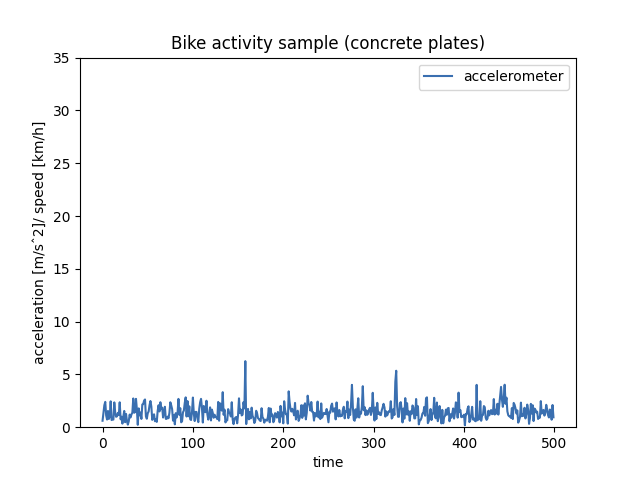 Bike activity sample (concrete plates)
accelerometer
acceleration [m/sˆ2]/ speed [km/h]
35
30
25
20
15
10
5
0
0 100 200 300 400 500
time